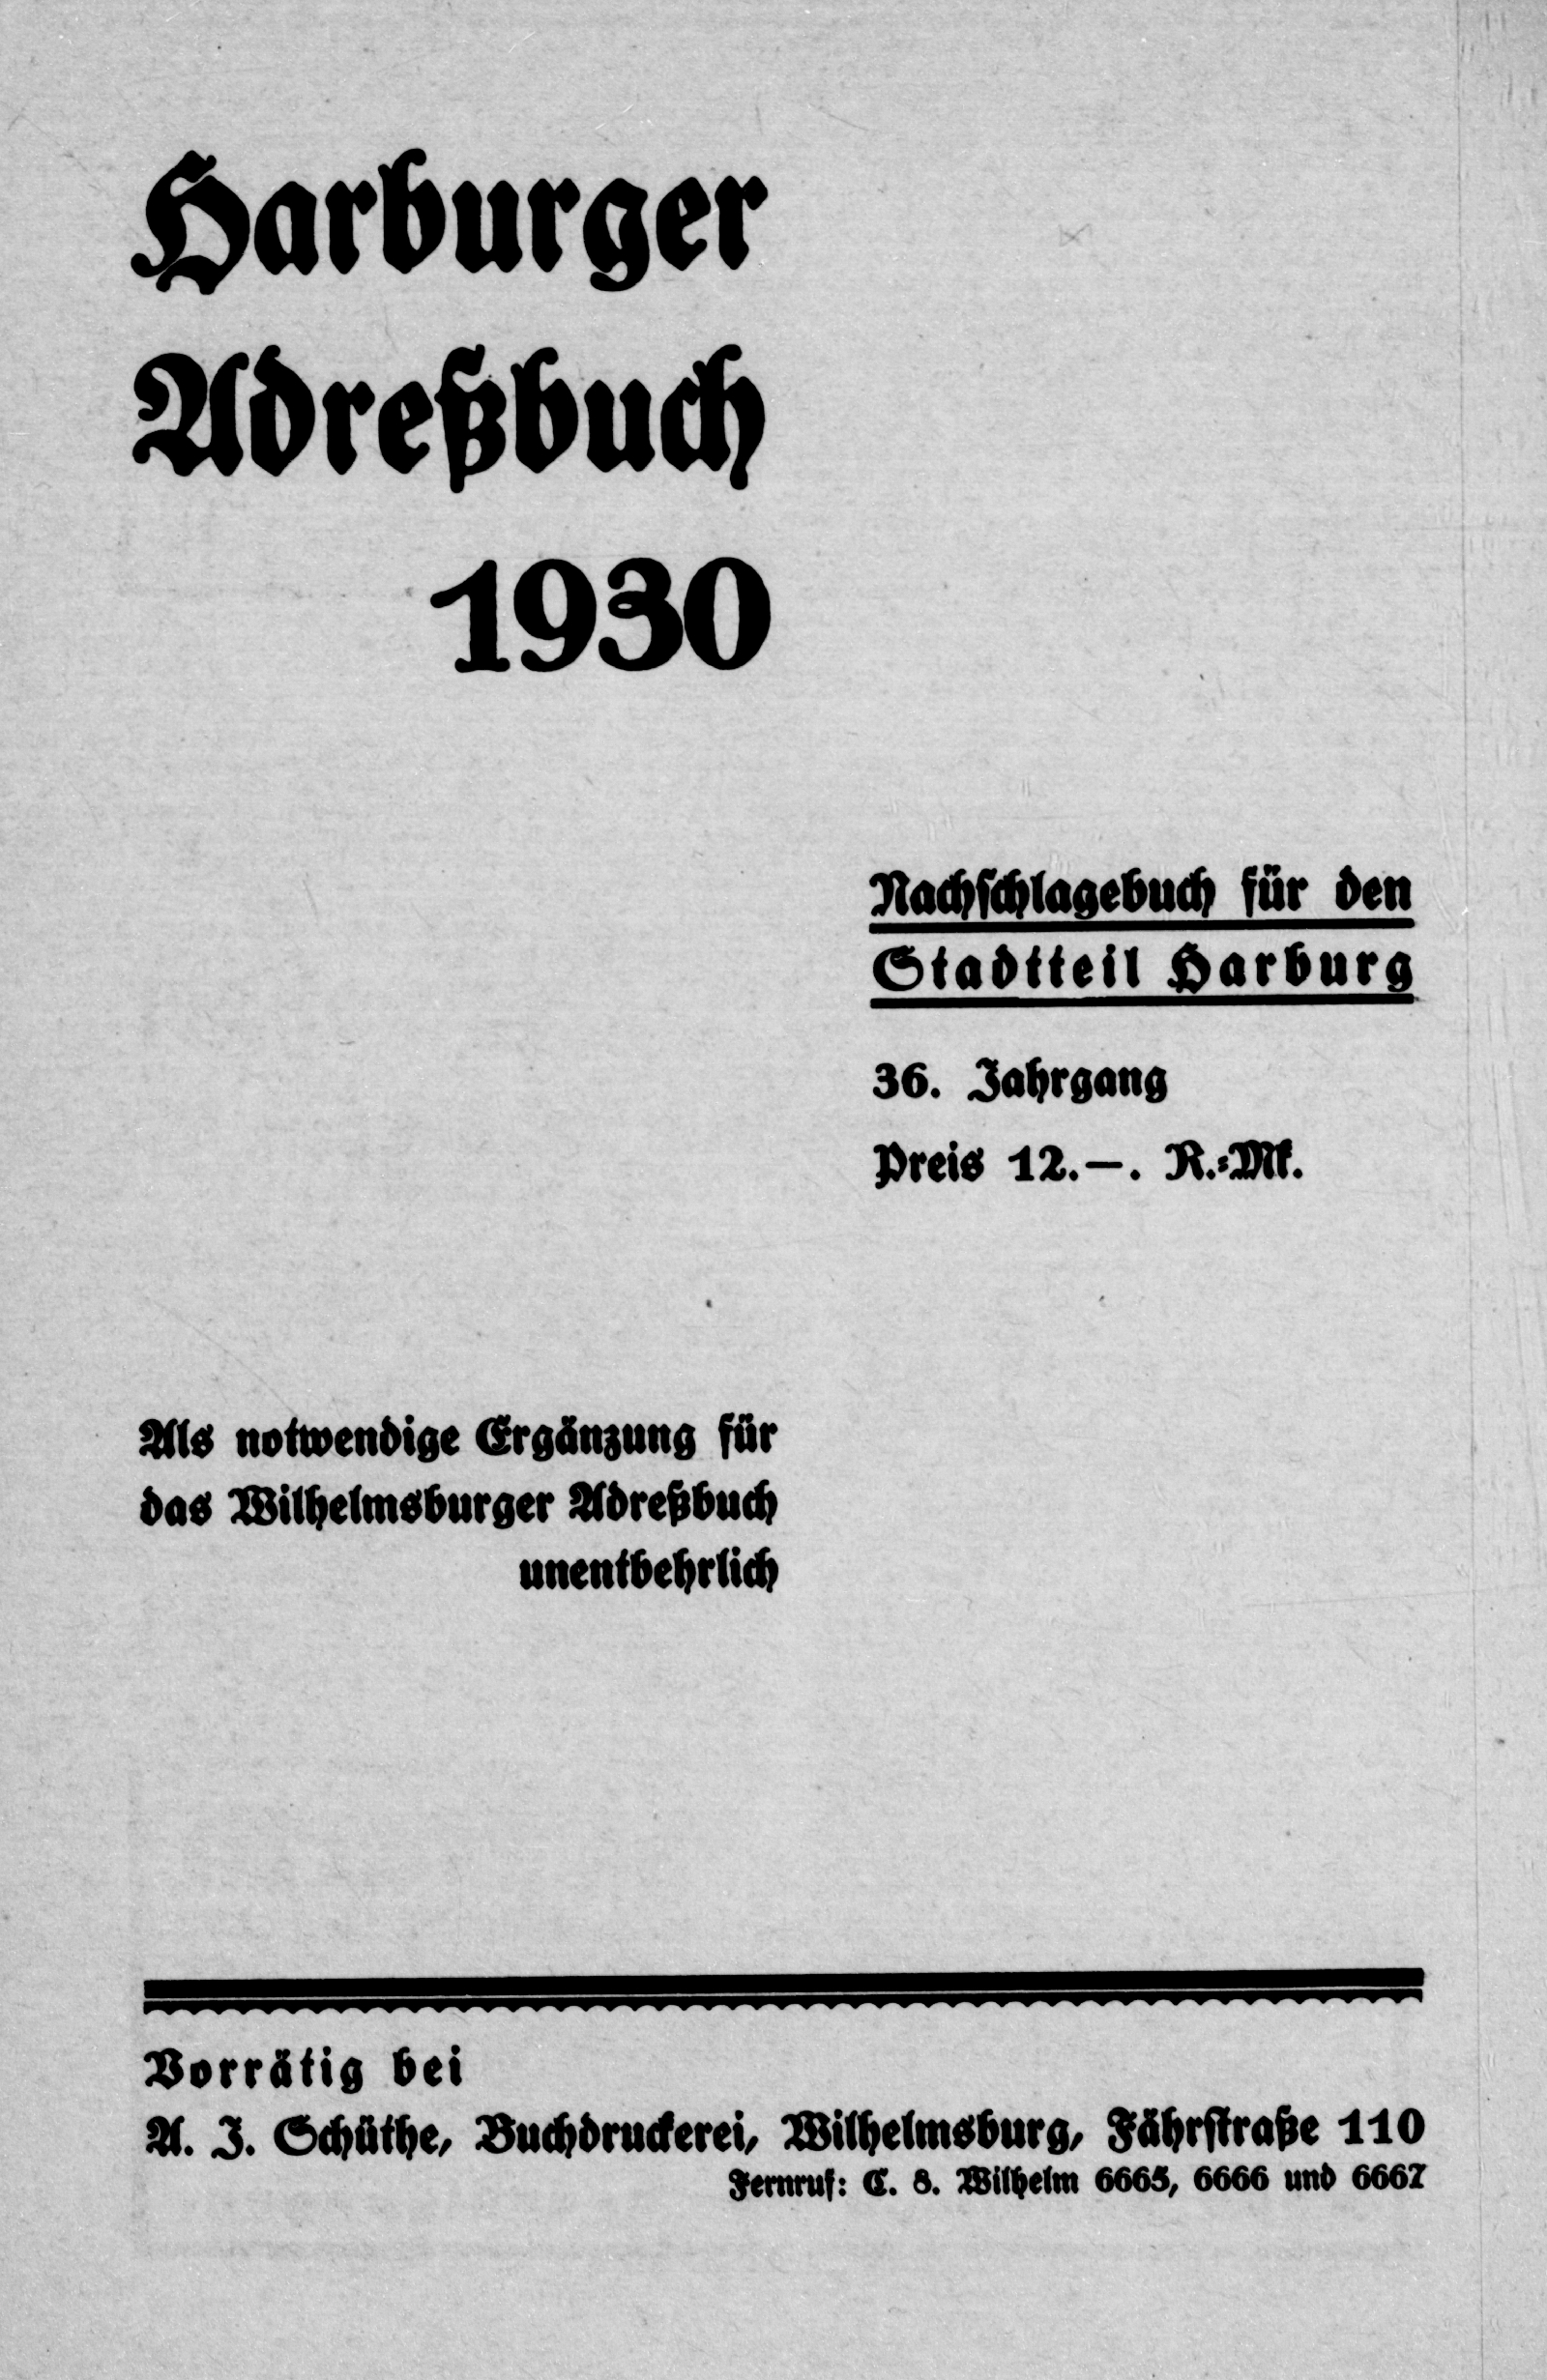 Harburger
Adreßbuch
1930
Nachschlagebuch für den
Stadtteil Harburg
36. Jahrgang
Preis 12.—. R.=Mk.
Als notwendige Ergänzung für
das Wilhelmsburger Adreßbuch
unentbehrlich
Vorrätig bei
A. J. Schüthe, Buchdruckerei, Wilhelmsburg, Fährstraße 110
Fernruf: C. 8. Wilhelm 6665, 6666 und 6667